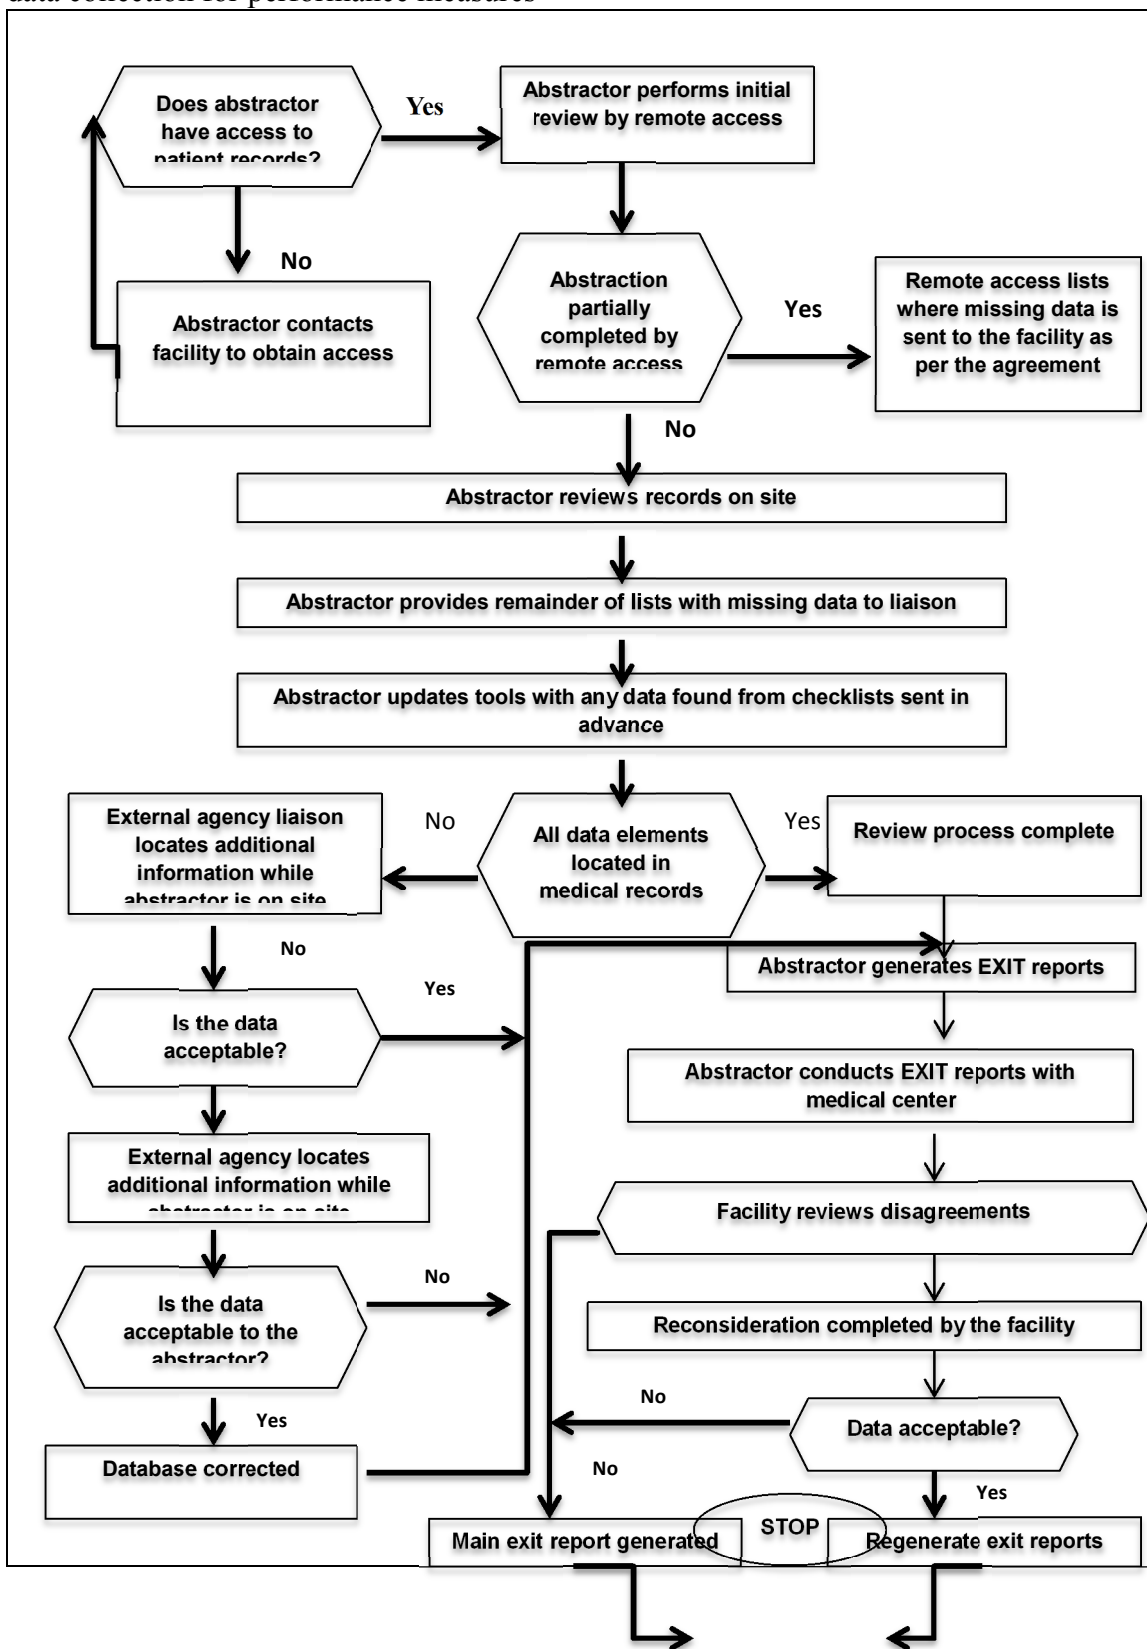 data collection for performance measures
Does abstractor
have access to
patient records?
Yes
Abstractor performs initial
review by remote access
No
Abstractor contacts
facility to obtain access
Abstraction
partially
completed by
remote access
Yes
Remote access lists
where missing data is
sent to the facility as
per the agreement
No
Abstractor reviews records on site
Abstractor provides remainder of lists with missing data to liaison
Abstractor updates tools with any data found from checklists sent in
advance
External agency liaison
locates additional
information while
abstractor is on site
No
All data elements
located in
medical records
Yes
Review process complete
No
Abstractor generates EXIT reports
Is the data
acceptable?
Yes
Abstractor conducts EXIT reports with
medical center
External agency locates
additional information while
abstractor is on site
Facility reviews disagreements
Is the data
acceptable to the
abstractor?
No
Reconsideration completed by the facility
Yes
No
Data acceptable?
Database corrected
No
Yes
Main exit report generated
STOP
Regenerate exit reports